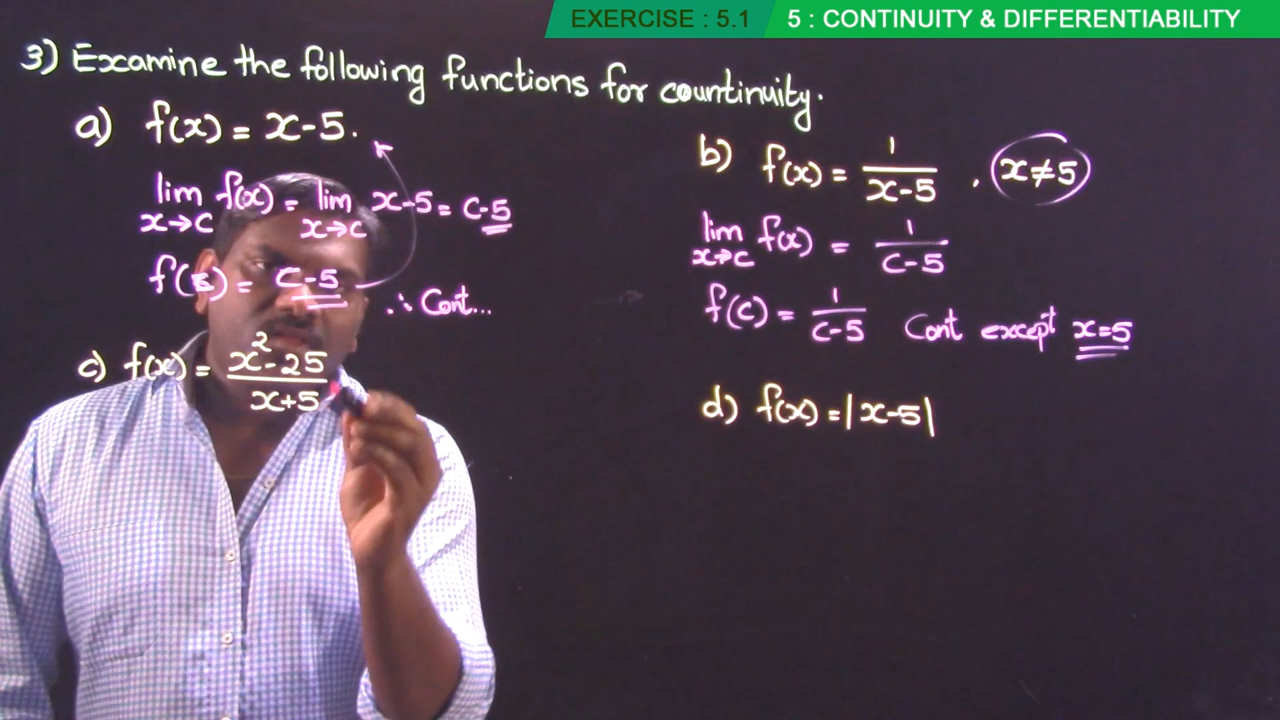 EXERCISE : 5.1
5 : CONTINUITY & DIFFERENTIABILITY
3) Examine the following functions for countinuity.
a) f(x) = x-5.
lim x→c f(x) = lim x→c x-5 = c-5
f(c) = c-5
∴ Cont...
b) f(x) = 1/(x-5) , x≠5
lim x→c f(x) = 1/(c-5)
f(c) = 1/(c-5) Cont except x=5
c) f(x) = (x²-25)/(x+5)
d) f(x) = |x-5|